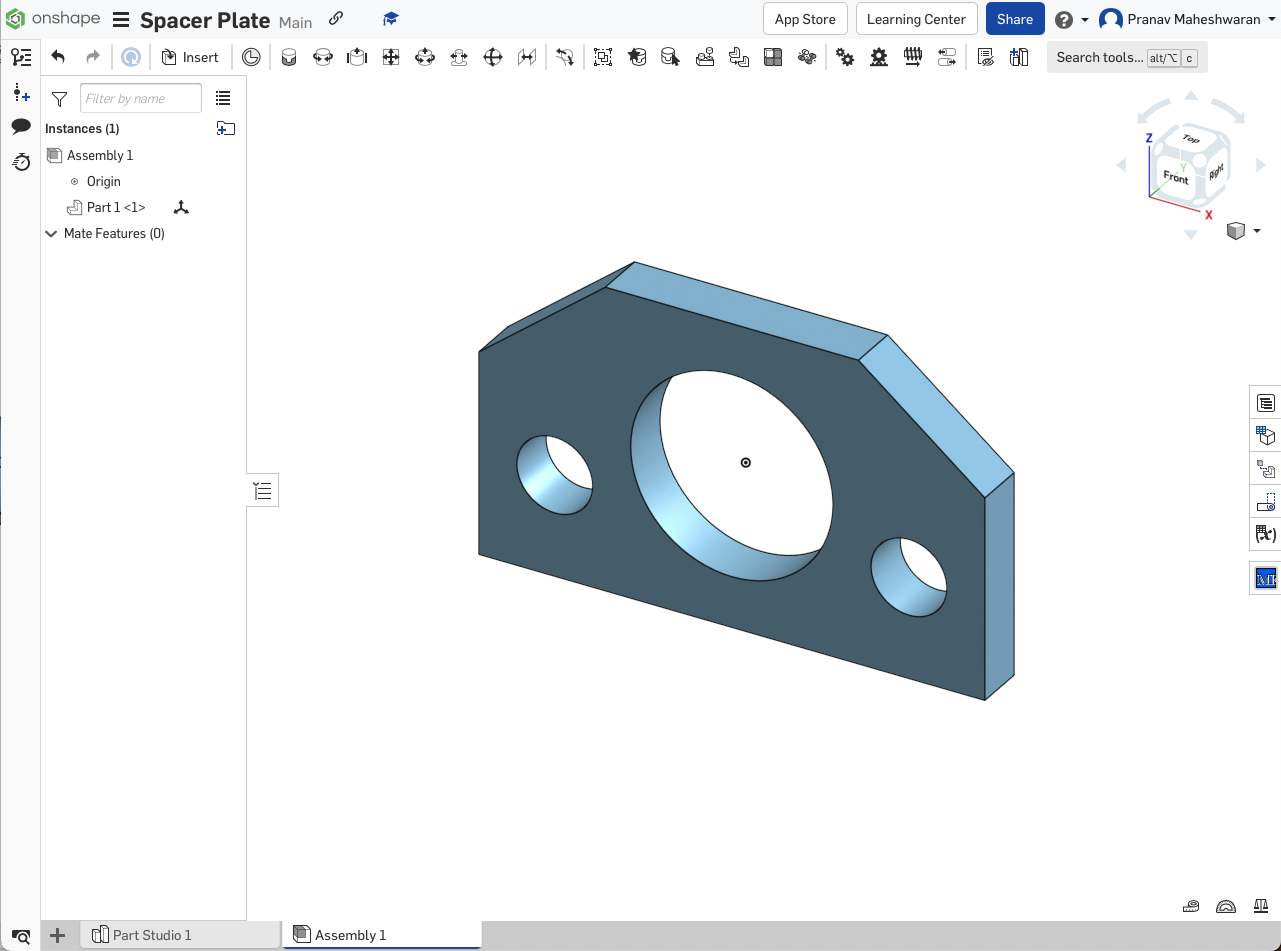 onshape Spacer Plate Main App Store Learning Center Share Pranav Maheshwaran
Insert Search tools... alt/⌥ c
Filter by name
Instances (1)
Assembly 1
Origin
Part 1 <1>
Mate Features (0)
Top
Front
Right
Z
Y
X
(x)
Part Studio 1 Assembly 1